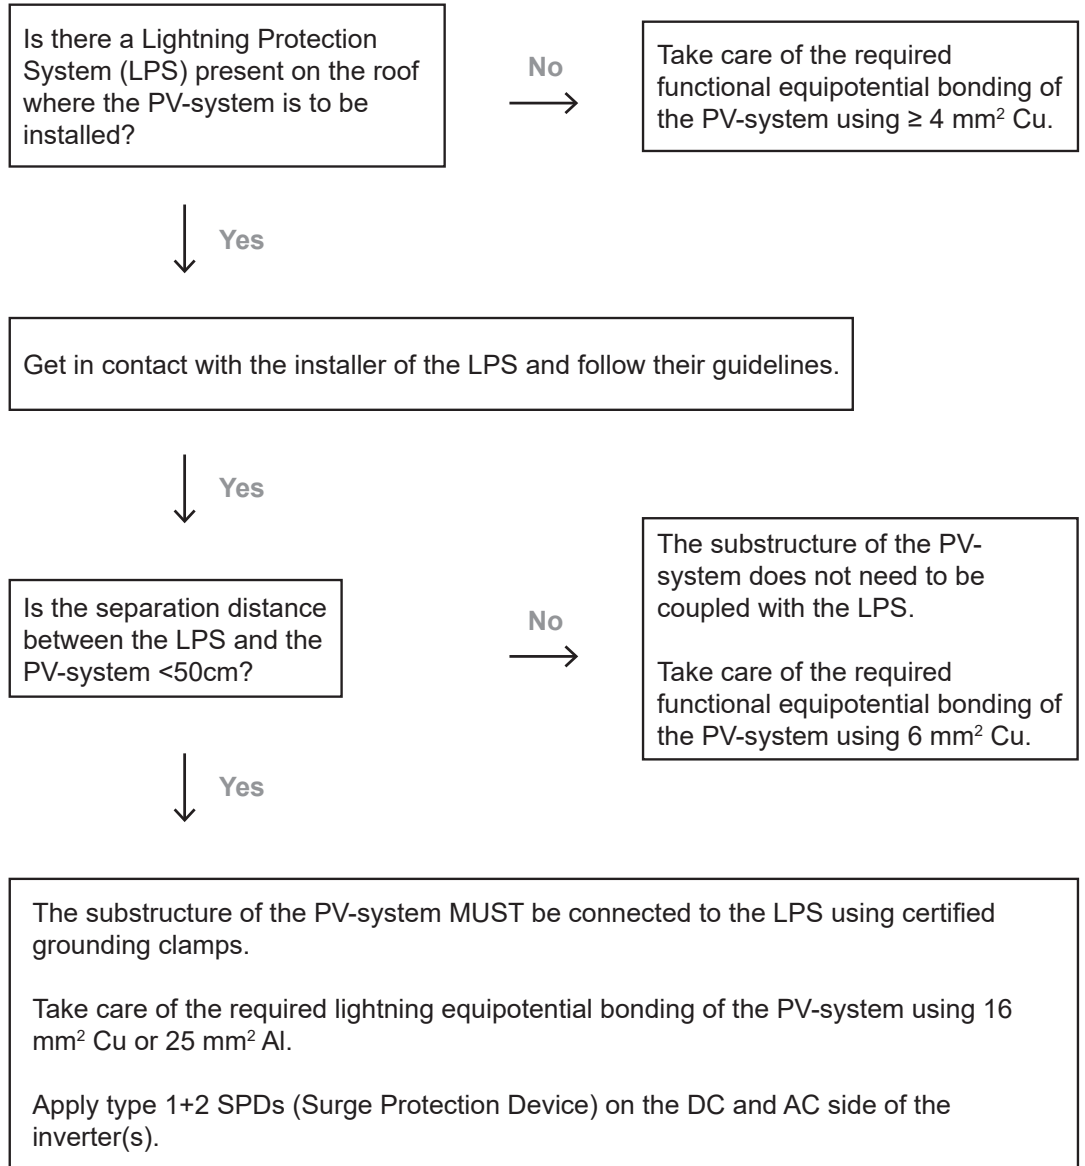 Is there a Lightning Protection
System (LPS) present on the roof
where the PV-system is to be
installed?
No
Take care of the required
functional equipotential bonding of
the PV-system using ≥ 4 mm² Cu.
Yes
Get in contact with the installer of the LPS and follow their guidelines.
Yes
Is the separation distance
between the LPS and the
PV-system <50cm?
No
The substructure of the PV-
system does not need to be
coupled with the LPS.
Take care of the required
functional equipotential bonding of
the PV-system using 6 mm² Cu.
Yes
The substructure of the PV-system MUST be connected to the LPS using certified
grounding clamps.
Take care of the required lightning equipotential bonding of the PV-system using 16
mm² Cu or 25 mm² Al.
Apply type 1+2 SPDs (Surge Protection Device) on the DC and AC side of the
inverter(s).